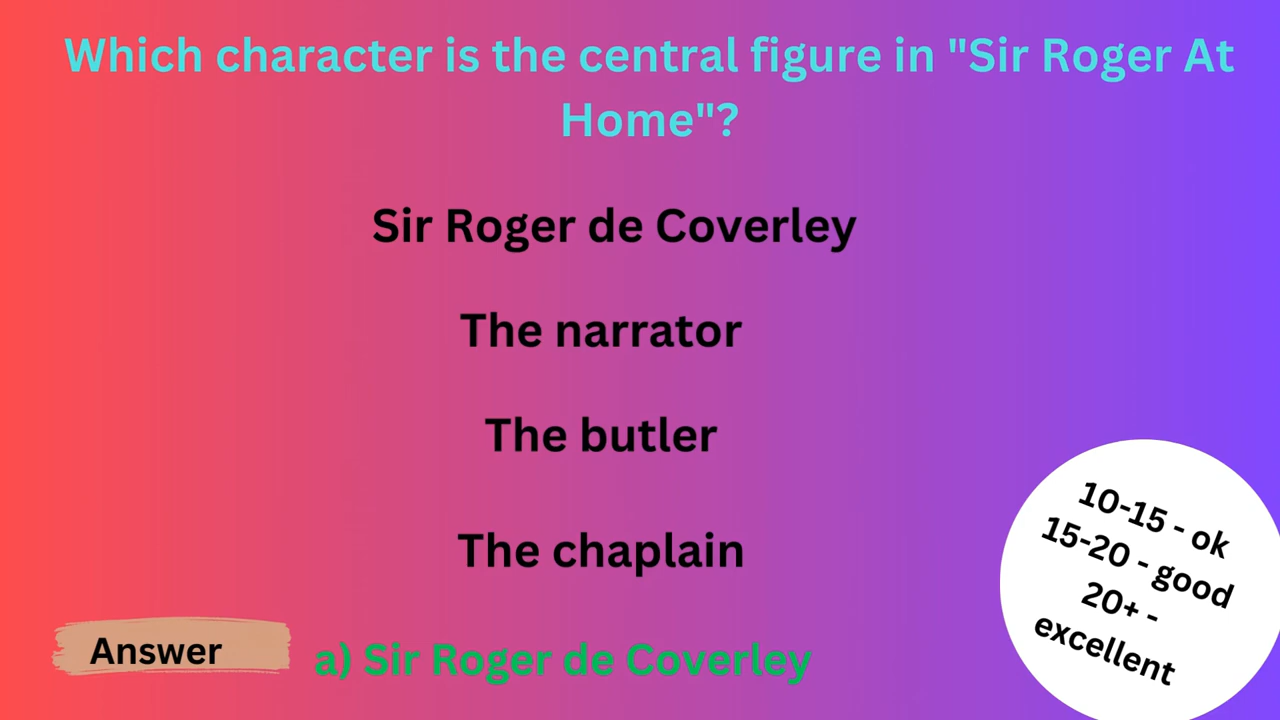 Which character is the central figure in "Sir Roger At
Home"?
Sir Roger de Coverley
The narrator
The butler
The chaplain
Answer
a) Sir Roger de Coverley
10-15 - ok
15-20 - good
20+ -
excellent